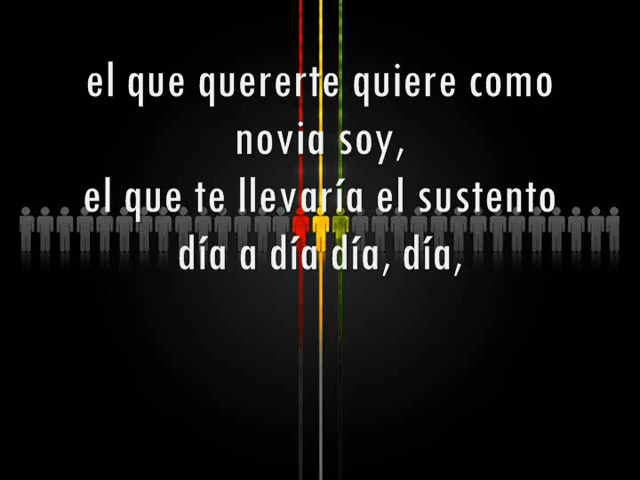 el que quererte quiere como
novia soy,
el que te llevaría el sustento
día a día día, día,